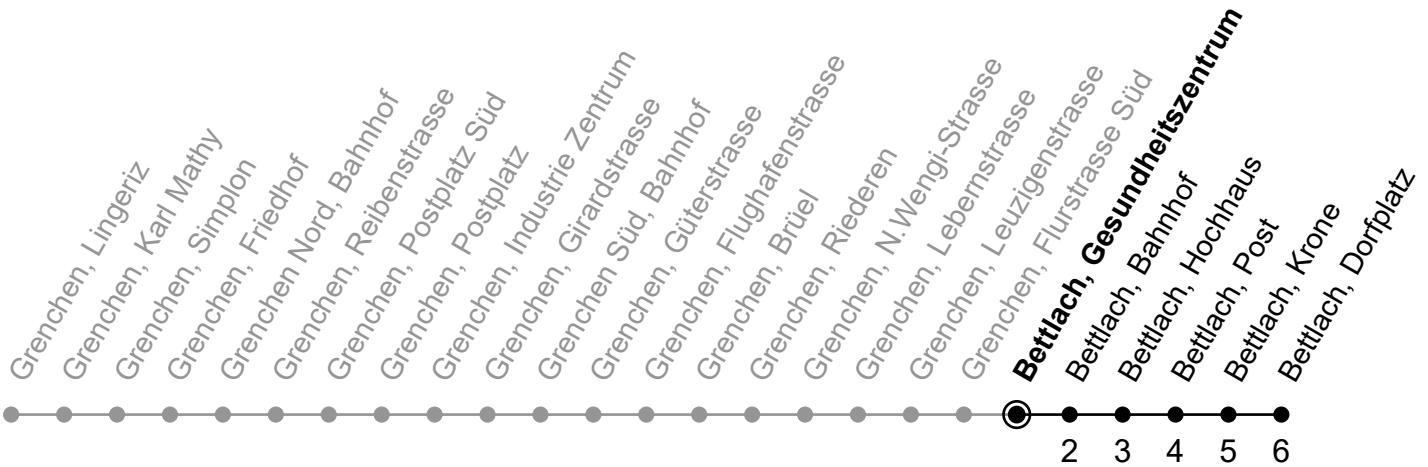 Grenchen, Lingeriz
Grenchen, Karl Mathy
Grenchen, Simplon
Grenchen, Friedhof
Grenchen Nord, Bahnhof
Grenchen, Reibenstrasse
Grenchen, Postplatz Süd
Grenchen, Postplatz
Grenchen, Industrie Zentrum
Grenchen, Girardstrasse
Grenchen Süd, Bahnhof
Grenchen, Güterstrasse
Grenchen, Flughafenstrasse
Grenchen, Brüel
Grenchen, Riederen
Grenchen, N.Wengi-Strasse
Grenchen, Lebernstrasse
Grenchen, Leuzigenstrasse
Grenchen, Flurstrasse Süd
Bettlach, Gesundheitszentrum
Bettlach, Bahnhof
Bettlach, Hochhaus
Bettlach, Post
Bettlach, Krone
Bettlach, Dorfplatz
2 3 4 5 6